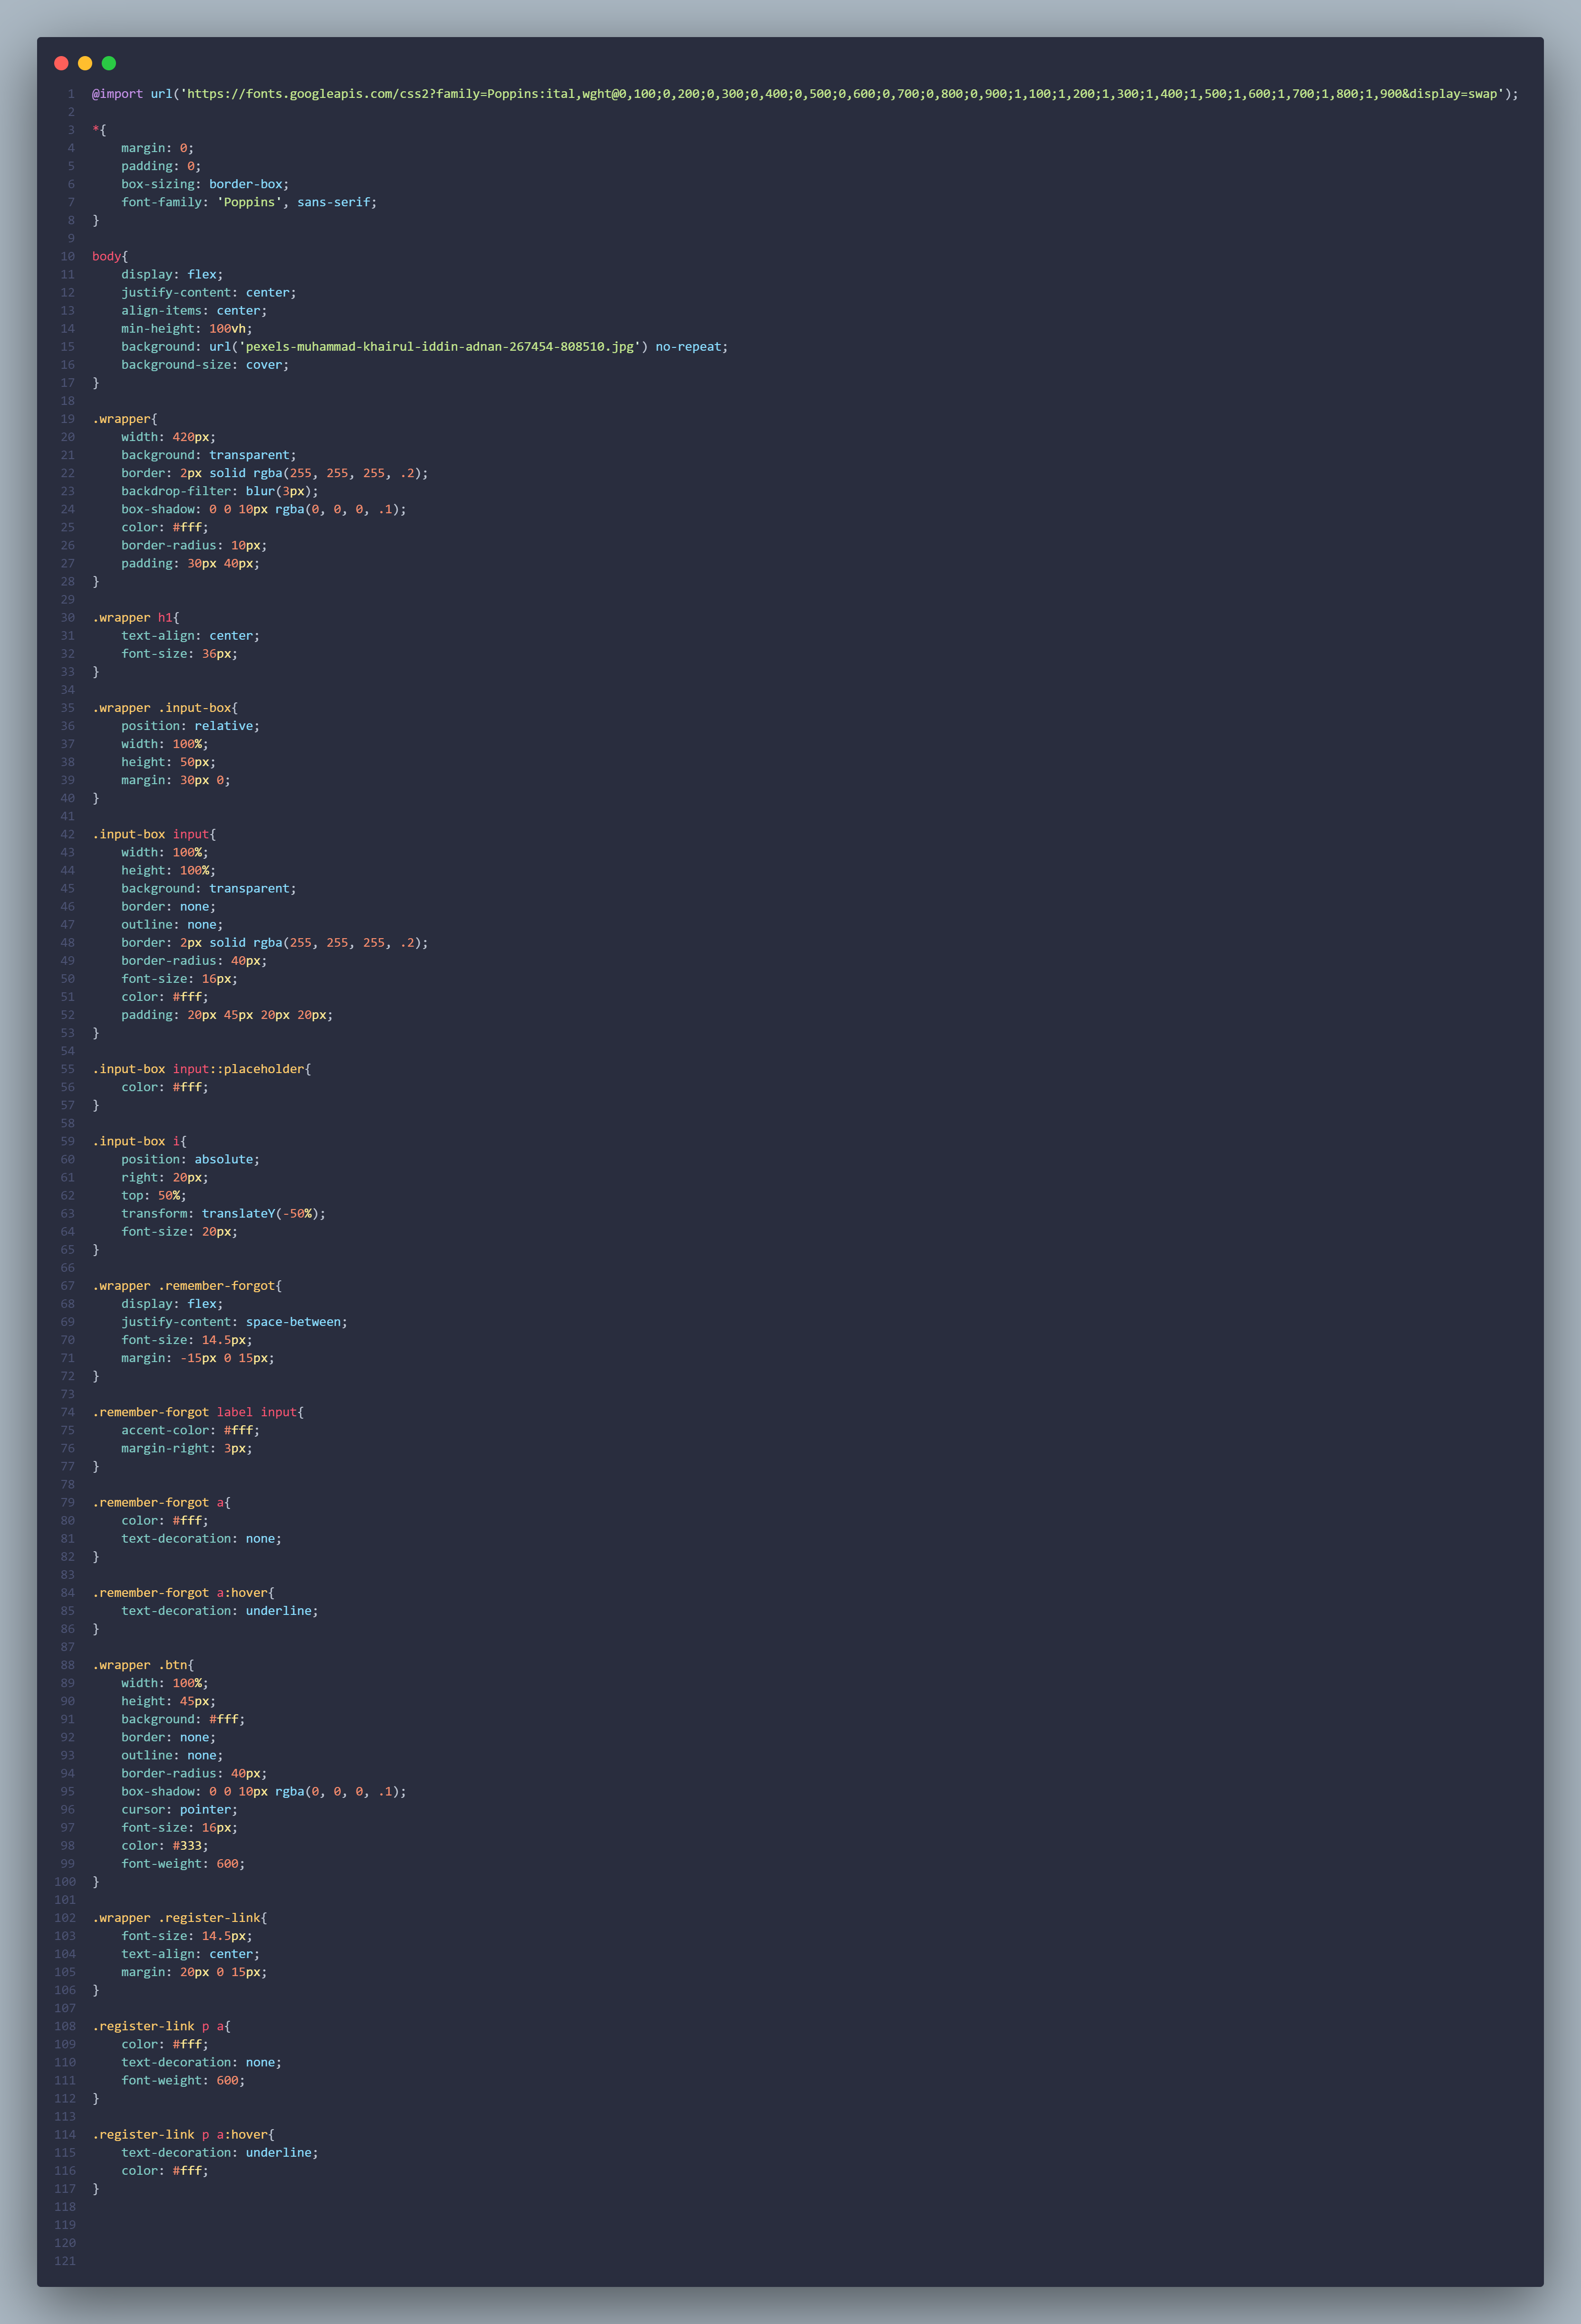 1 @import url('https://fonts.googleapis.com/css2?family=Poppins:ital,wght@0,100;0,200;0,300;0,400;0,500;0,600;0,700;0,800;0,900;1,100;1,200;1,300;1,400;1,500;1,600;1,700;1,800;1,900&display=swap');
2
3 *{
4     margin: 0;
5     padding: 0;
6     box-sizing: border-box;
7     font-family: 'Poppins', sans-serif;
8 }
9
10 body{
11     display: flex;
12     justify-content: center;
13     align-items: center;
14     min-height: 100vh;
15     background: url('pexels-muhammad-khairul-iddin-adnan-267454-808510.jpg') no-repeat;
16     background-size: cover;
17 }
18
19 .wrapper{
20     width: 420px;
21     background: transparent;
22     border: 2px solid rgba(255, 255, 255, .2);
23     backdrop-filter: blur(3px);
24     box-shadow: 0 0 10px rgba(0, 0, 0, .1);
25     color: #fff;
26     border-radius: 10px;
27     padding: 30px 40px;
28 }
29
30 .wrapper h1{
31     text-align: center;
32     font-size: 36px;
33 }
34
35 .wrapper .input-box{
36     position: relative;
37     width: 100%;
38     height: 50px;
39     margin: 30px 0;
40 }
41
42 .input-box input{
43     width: 100%;
44     height: 100%;
45     background: transparent;
46     border: none;
47     outline: none;
48     border: 2px solid rgba(255, 255, 255, .2);
49     border-radius: 40px;
50     font-size: 16px;
51     color: #fff;
52     padding: 20px 45px 20px 20px;
53 }
54
55 .input-box input::placeholder{
56     color: #fff;
57 }
58
59 .input-box i{
60     position: absolute;
61     right: 20px;
62     top: 50%;
63     transform: translateY(-50%);
64     font-size: 20px;
65 }
66
67 .wrapper .remember-forgot{
68     display: flex;
69     justify-content: space-between;
70     font-size: 14.5px;
71     margin: -15px 0 15px;
72 }
73
74 .remember-forgot label input{
75     accent-color: #fff;
76     margin-right: 3px;
77 }
78
79 .remember-forgot a{
80     color: #fff;
81     text-decoration: none;
82 }
83
84 .remember-forgot a:hover{
85     text-decoration: underline;
86 }
87
88 .wrapper .btn{
89     width: 100%;
90     height: 45px;
91     background: #fff;
92     border: none;
93     outline: none;
94     border-radius: 40px;
95     box-shadow: 0 0 10px rgba(0, 0, 0, .1);
96     cursor: pointer;
97     font-size: 16px;
98     color: #333;
99     font-weight: 600;
100 }
101
102 .wrapper .register-link{
103     font-size: 14.5px;
104     text-align: center;
105     margin: 20px 0 15px;
106 }
107
108 .register-link p a{
109     color: #fff;
110     text-decoration: none;
111     font-weight: 600;
112 }
113
114 .register-link p a:hover{
115     text-decoration: underline;
116     color: #fff;
117 }
118
119
120
121